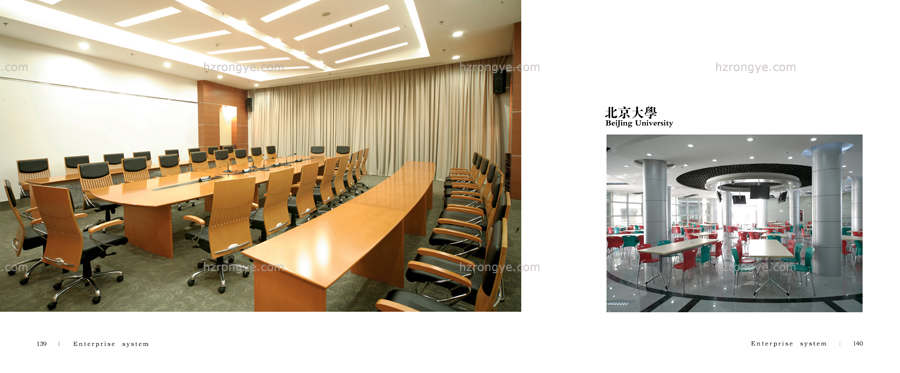 .com
hzrongye.com
hzrongye.com
hzrongye.com
北京大學
BeiJing University
.com
hzrongye.com
hzrongye.com
139 | Enterprise system
Enterprise system | 140